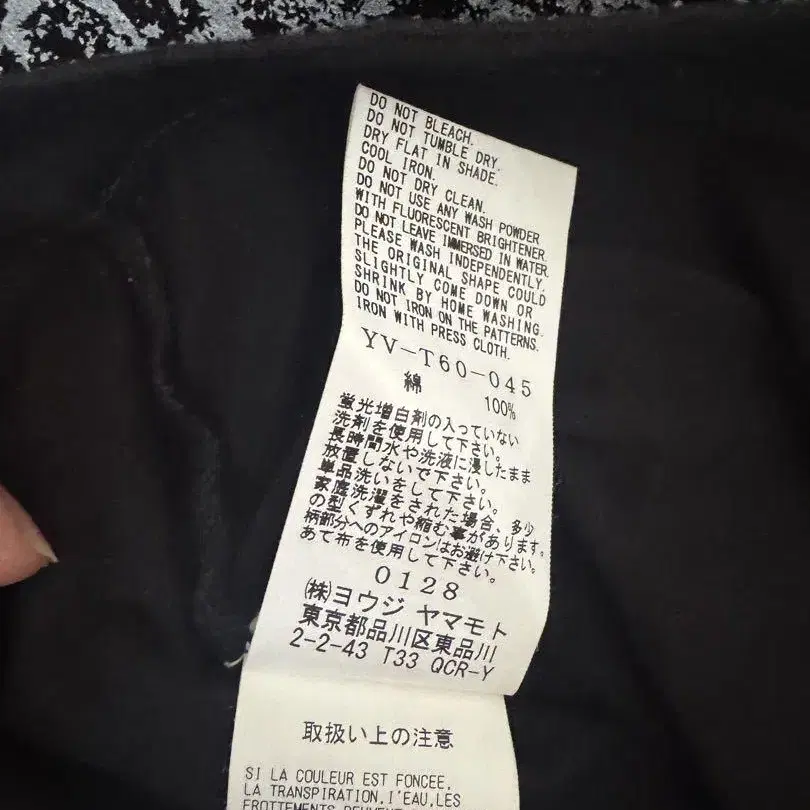 DO NOT BLEACH.
DO NOT TUMBLE DRY.
DRY FLAT IN SHADE.
COOL IRON.
DO NOT DRY CLEAN.
DO NOT USE ANY WASH POWDER
WITH FLUORESCENT BRIGHTENER.
DO NOT LEAVE IMMERSED IN WATER.
PLEASE WASH INDEPENDENTLY.
THE ORIGINAL SHAPE COULD
SLIGHTLY COME DOWN OR
SHRINK BY HOME WASHING.
DO NOT IRON ON THE PATTERNS.
IRON WITH PRESS CLOTH.
YV-T60-045
綿 100%
蛍光増白剤の入っていない
洗剤を使用して下さい。
長時間水や洗液に浸したまま
放置しないで下さい。
単品洗いをして下さい。
家庭洗濯をされた場合、多少
の型くずれや縮む事があります。
柄部分へのアイロンはお避け下さい。
あて布を使用して下さい。
0128
(株)ヨウジ ヤマモト
東京都品川区東品川
2-2-43 T33 QCR-Y
取扱い上の注意
SI LA COULEUR EST FONCEE,
LA TRANSPIRATION, l'EAU, LES
FROTTEMENTS PEUVENT